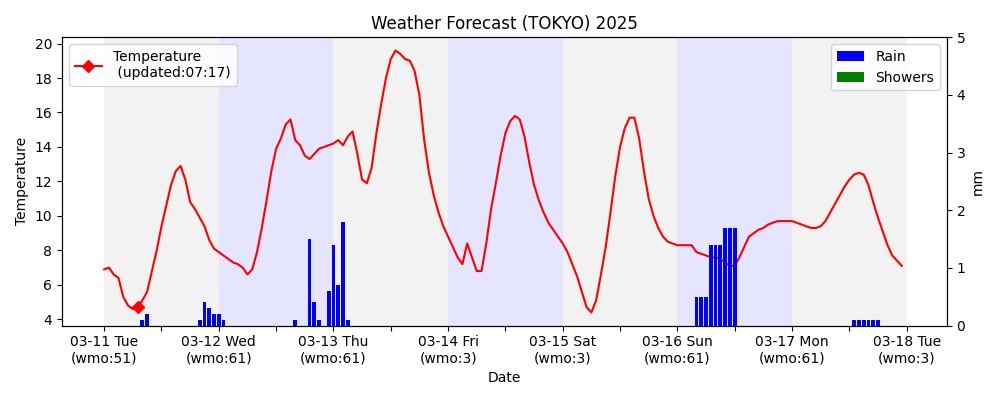 Weather Forecast (TOKYO) 2025
Temperature
(updated:07:17)
Rain
Showers
20
18
16
14
12
10
8
6
4
Temperature
5
4
3
2
1
0
mm
03-11 Tue
(wmo:51)
03-12 Wed
(wmo:61)
03-13 Thu
(wmo:61)
03-14 Fri
(wmo:3)
03-15 Sat
(wmo:3)
03-16 Sun
(wmo:61)
03-17 Mon
(wmo:61)
03-18 Tue
(wmo:3)
Date